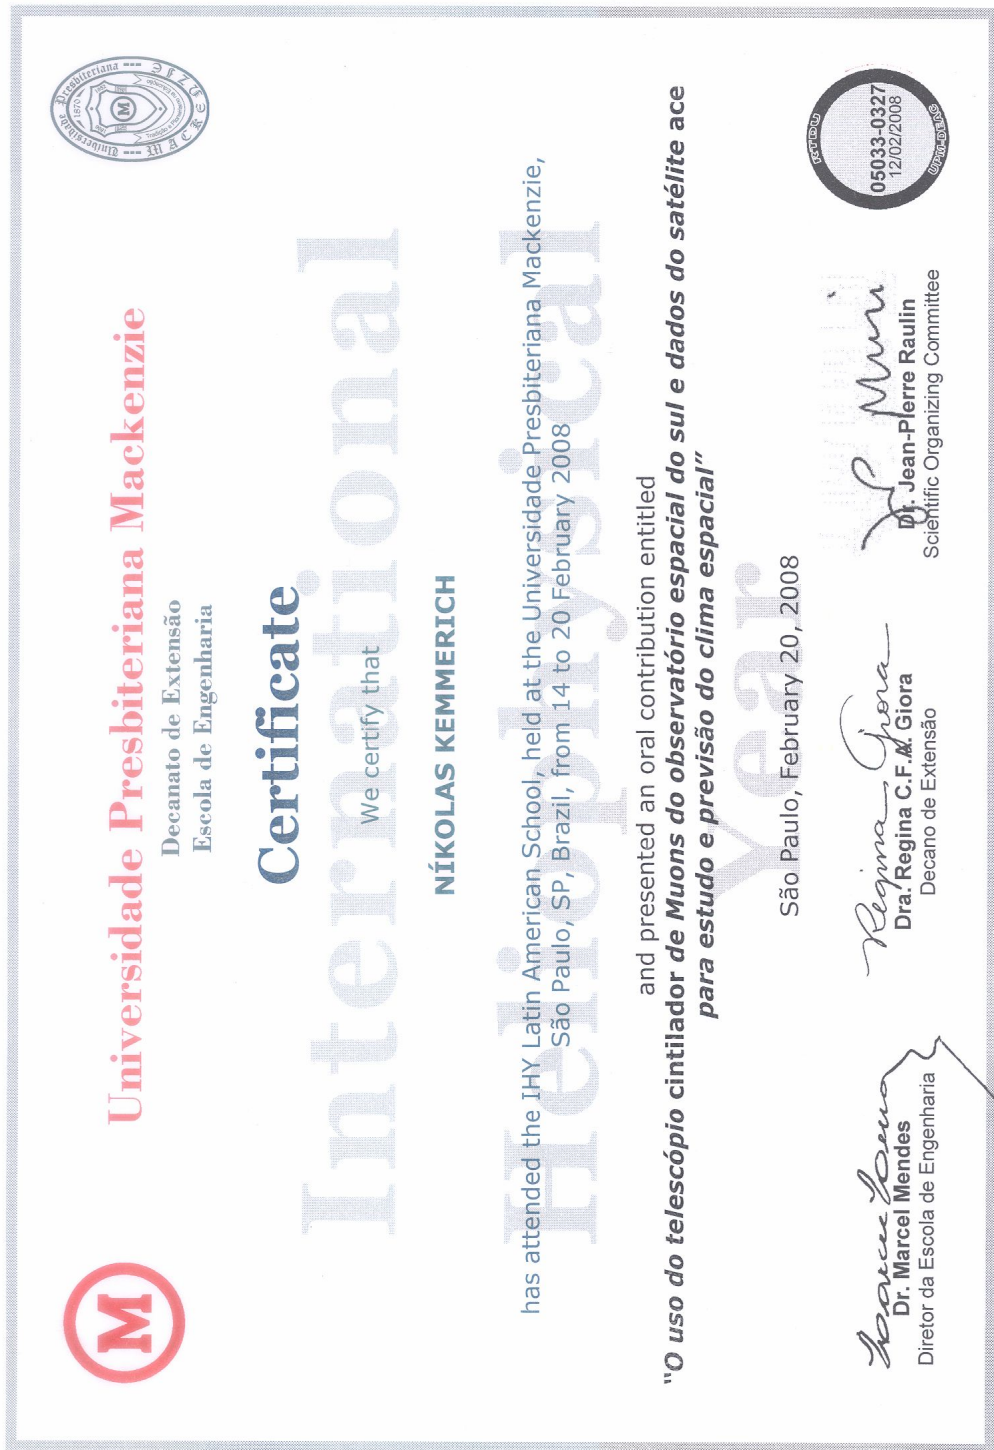 M
Universidade Presbiteriana Mackenzie
Universidade Presbiteriana
MACKENZIE
1870
M
Decanato de Extensão
Escola de Engenharia
Certificate
International
We certify that
NÍKOLAS KEMMERICH
has attended the IHY Latin American School, held at the Universidade Presbiteriana Mackenzie,
Heliophysical
São Paulo, SP, Brazil, from 14 to 20 February 2008
and presented an oral contribution entitled
"O uso do telescópio cintilador de Muons do observatório espacial do sul e dados do satélite ace
para estudo e previsão do clima espacial"
Year
São Paulo, February 20, 2008
Dr. Marcel Mendes
Diretor da Escola de Engenharia
Regina Giora
Dra. Regina C.F.A. Giora
Decano de Extensão
Dr. Jean-Pierre Raulin
Scientific Organizing Committee
05033-0327
12/02/2008
UPM-DERC